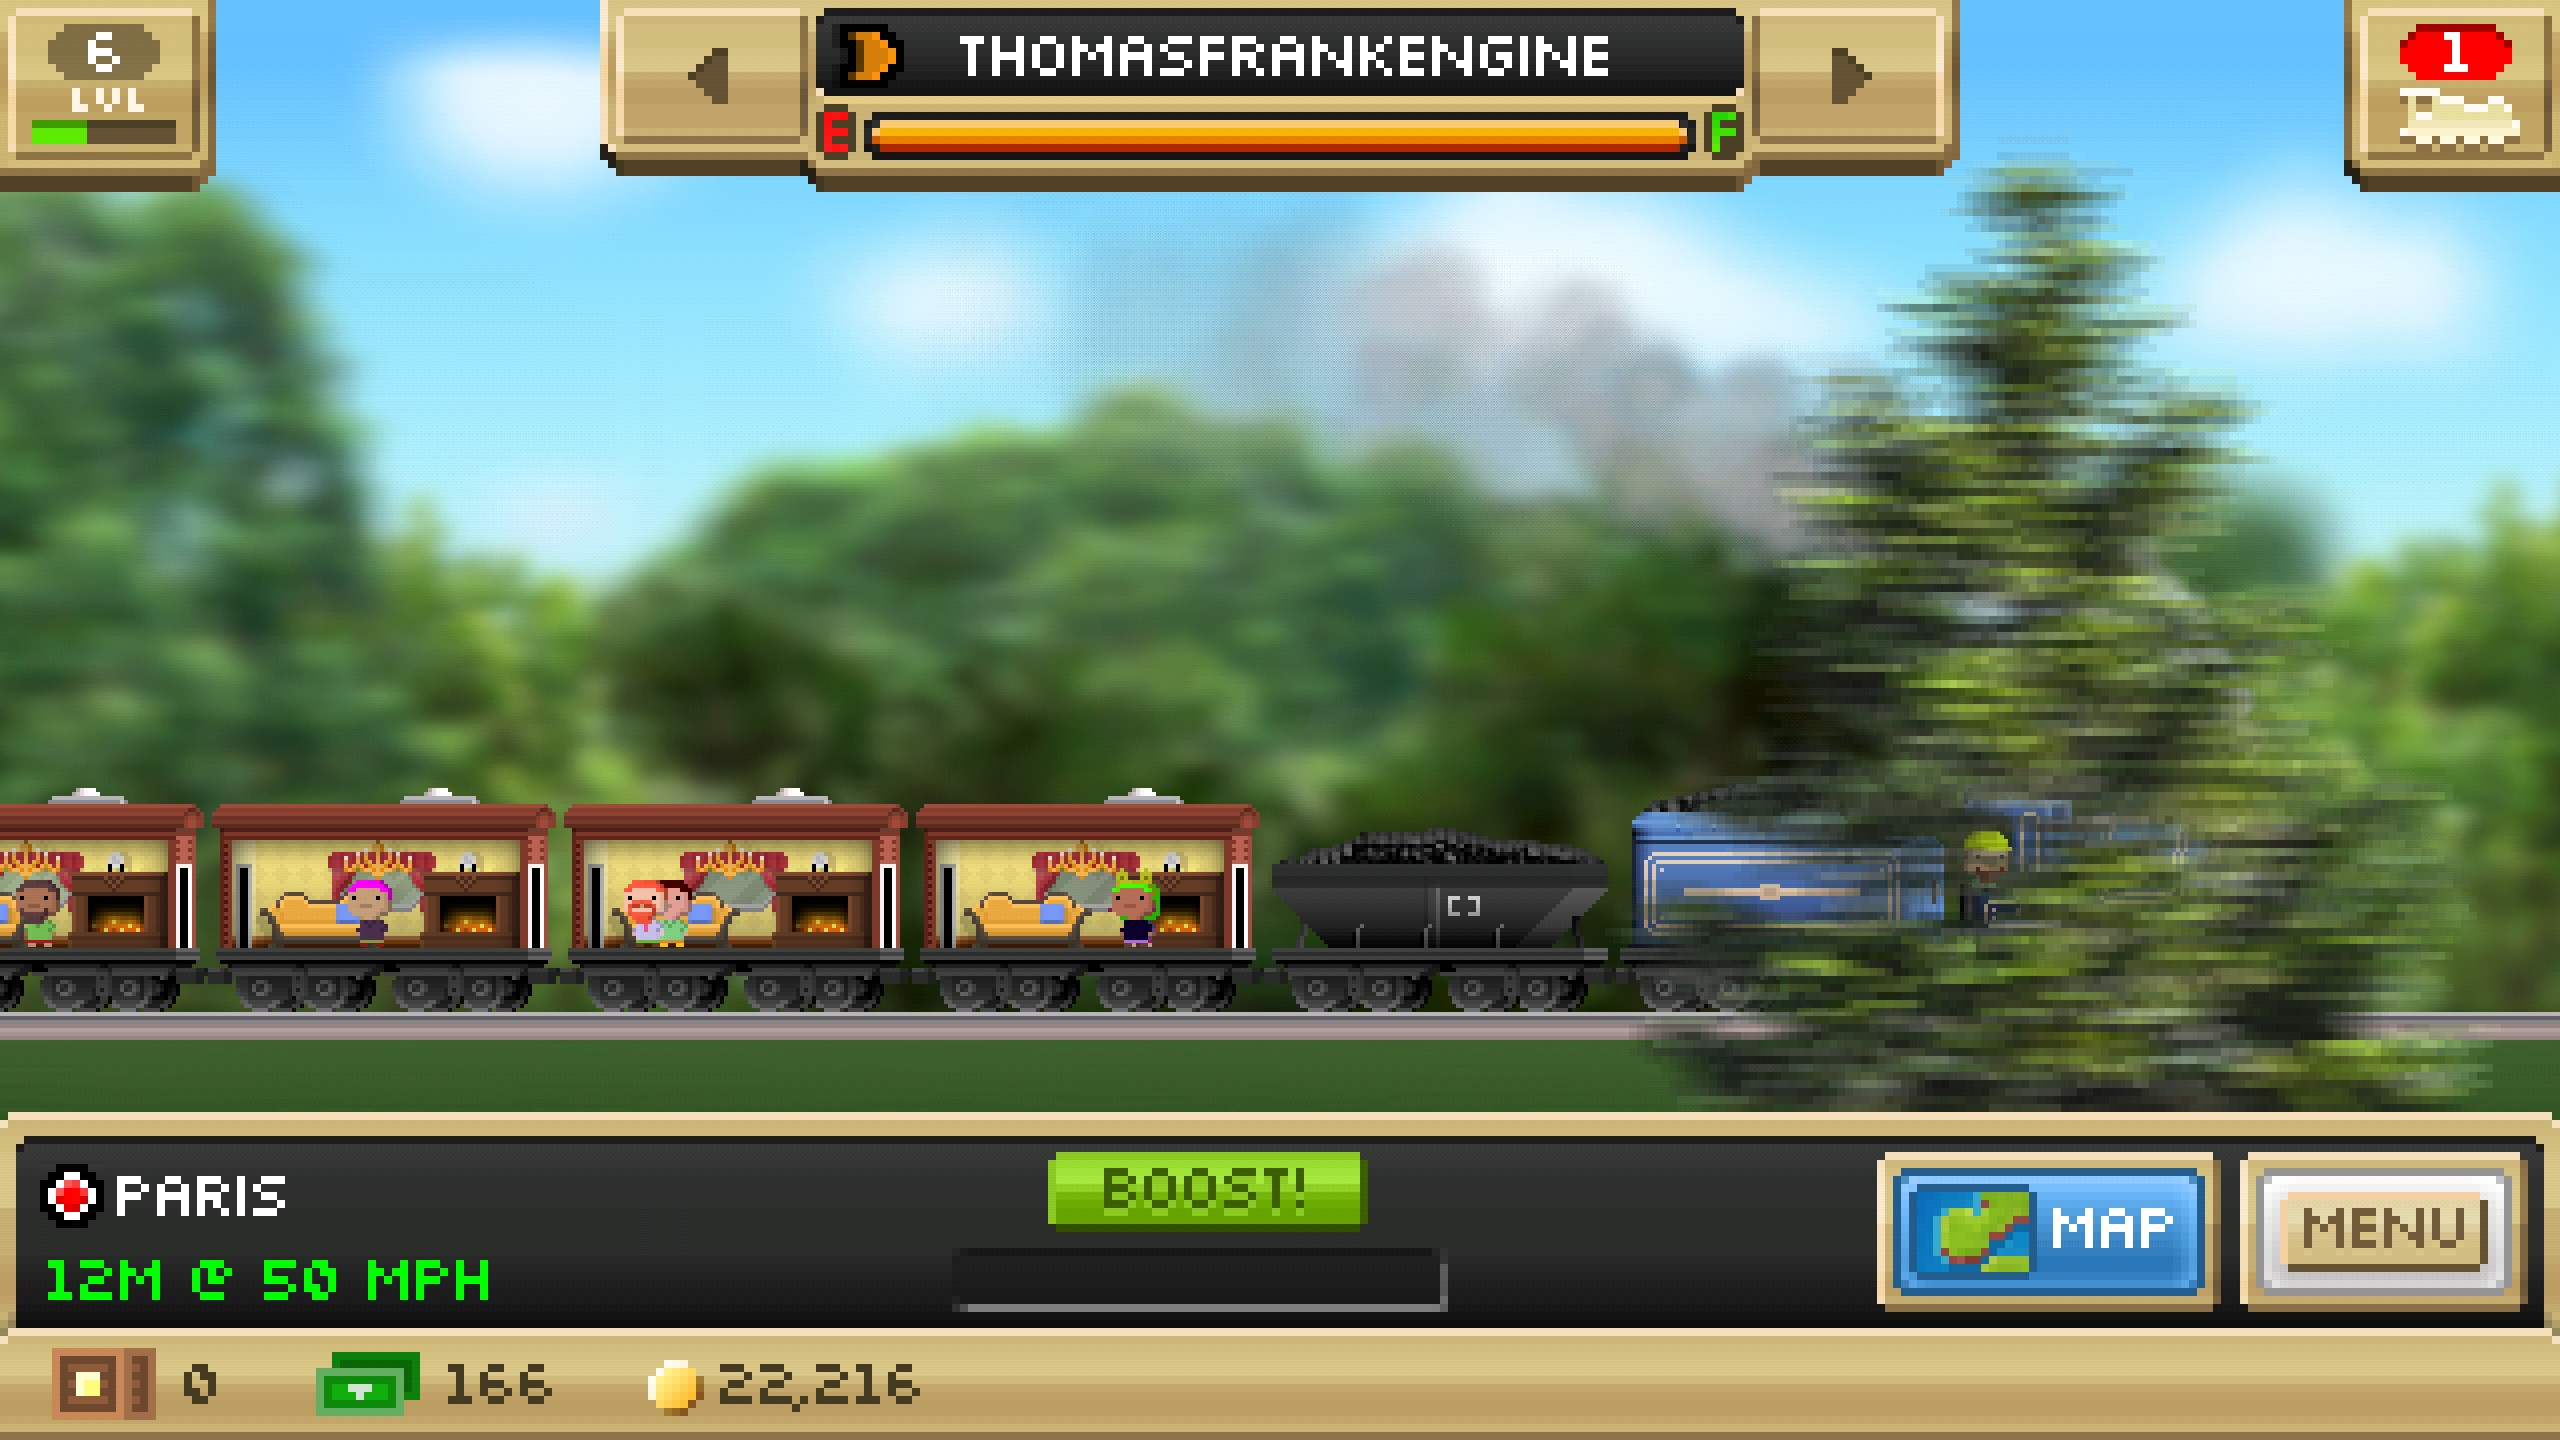 6
LVL
THOMASFRANKENGINE
E
F
1
PARIS
12M @ 50 MPH
BOOST!
MAP
MENU
0
166
22,216